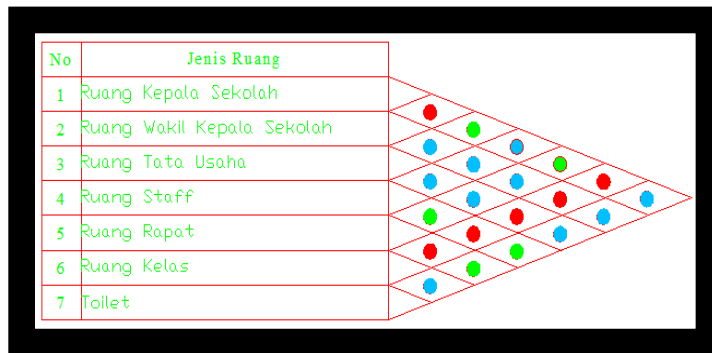 No Jenis Ruang
1 Ruang Kepala Sekolah
2 Ruang Wakil Kepala Sekolah
3 Ruang Tata Usaha
4 Ruang Staff
5 Ruang Rapat
6 Ruang Kelas
7 Toilet